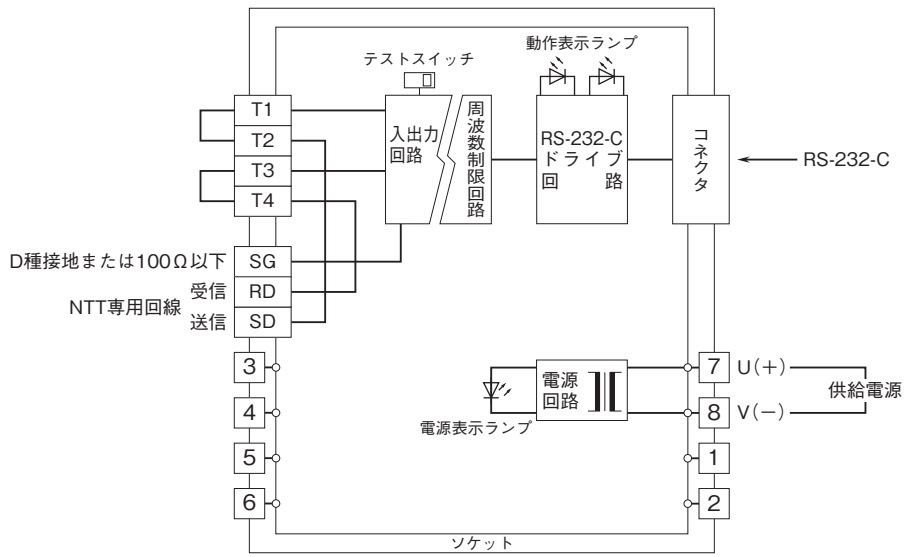 動作表示ランプ
テストスイッチ
T1
T2
T3
T4
入出力
回路
周波数制限回路
RS-232-C
ドライブ
回路
コネクタ
RS-232-C
D種接地または100Ω以下
SG
受信
RD
NTT専用回線
送信
SD
3
4
5
6
電源
回路
電源表示ランプ
7
U(+)
供給電源
8
V(−)
1
2
ソケット